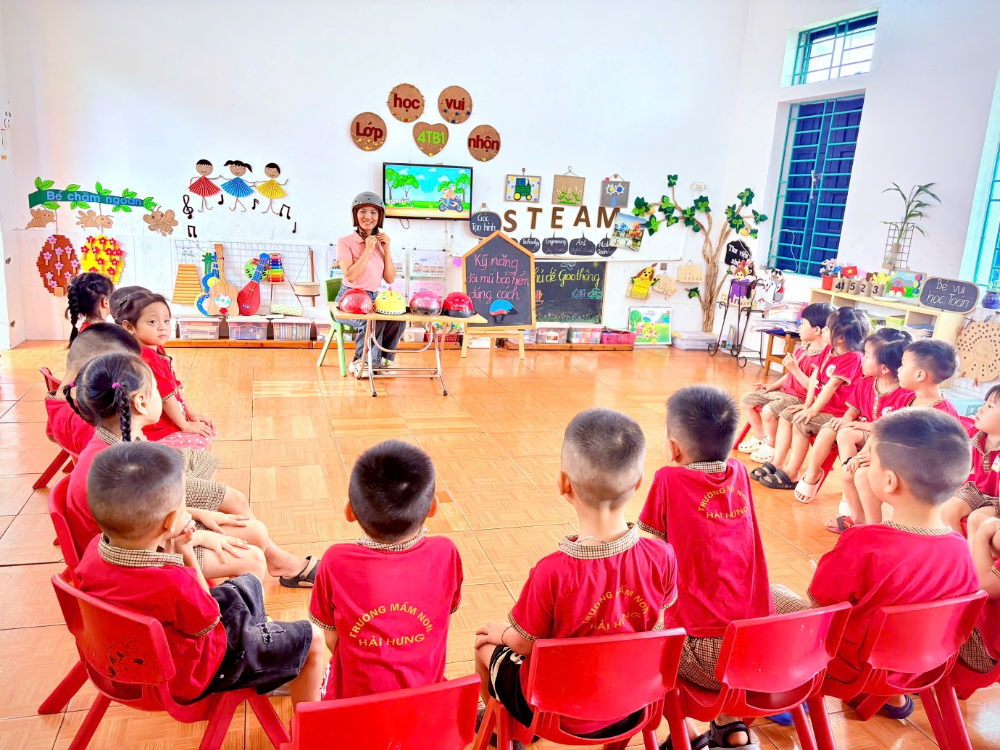 Lớp
học
vui
nhộn
4TB1
Bé chăm ngoan
Góc
Tạo hình
STEAM
Technology
Engineering
Art
Math
Toán
Kỹ năng
đội mũ bảo hiểm
đúng cách
Chủ đề Giao thông
Thư viện
Bé vui
học Toán
4 5 2 3
TRƯỜNG MẦM NON
HẢI HƯNG
TRƯỜNG MẦM NON
HẢI HƯNG
TRƯỜNG MẦM NON
HẢI HƯNG